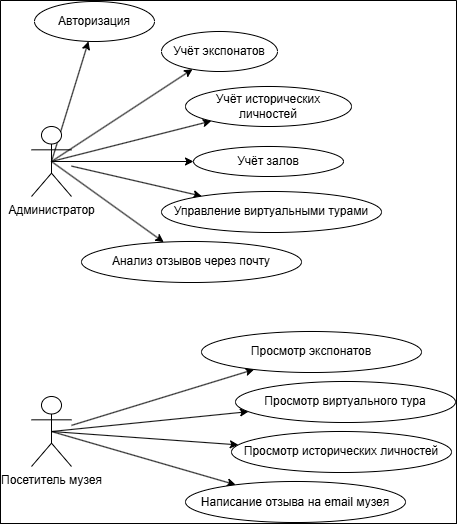 Авторизация
Учёт экспонатов
Учёт исторических
личностей
Учёт залов
Администратор
Управление виртуальными турами
Анализ отзывов через почту
Просмотр экспонатов
Просмотр виртуального тура
Просмотр исторических личностей
Посетитель музея
Написание отзыва на email музея